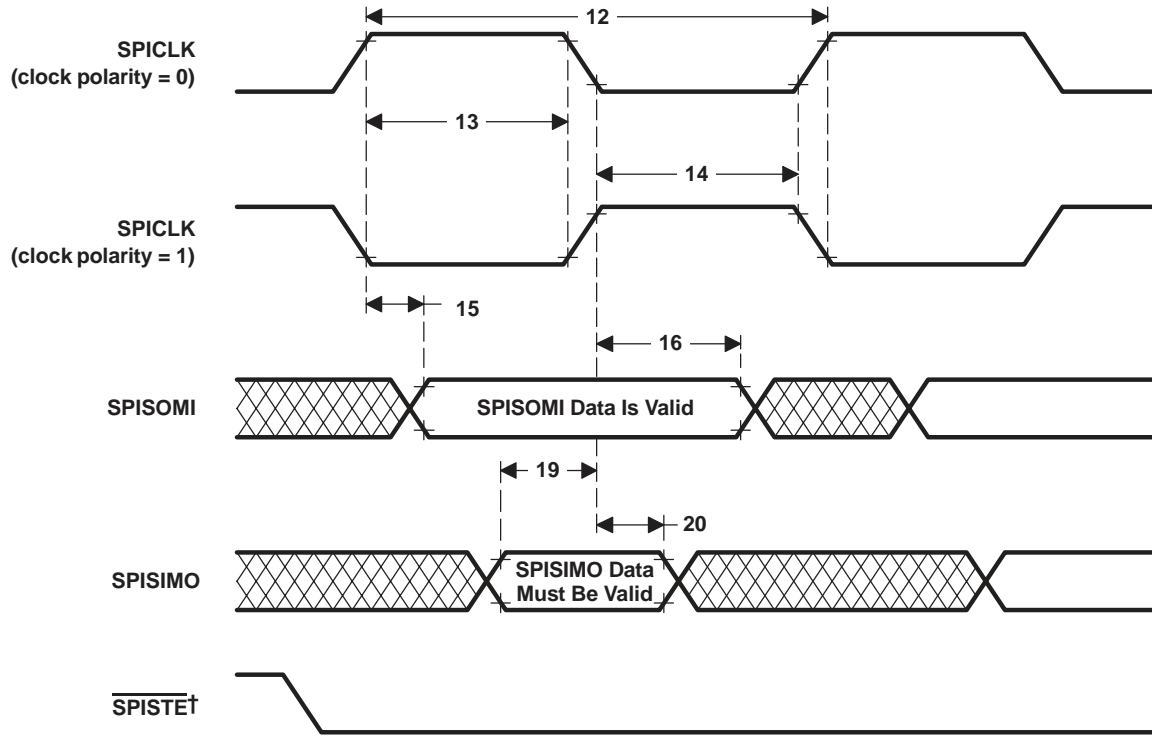 12
SPICLK
(clock polarity = 0)
13
14
SPICLK
(clock polarity = 1)
15
16
SPISOMI
SPISOMI Data Is Valid
19
20
SPISIMO
SPISIMO Data
Must Be Valid
SPISTE†